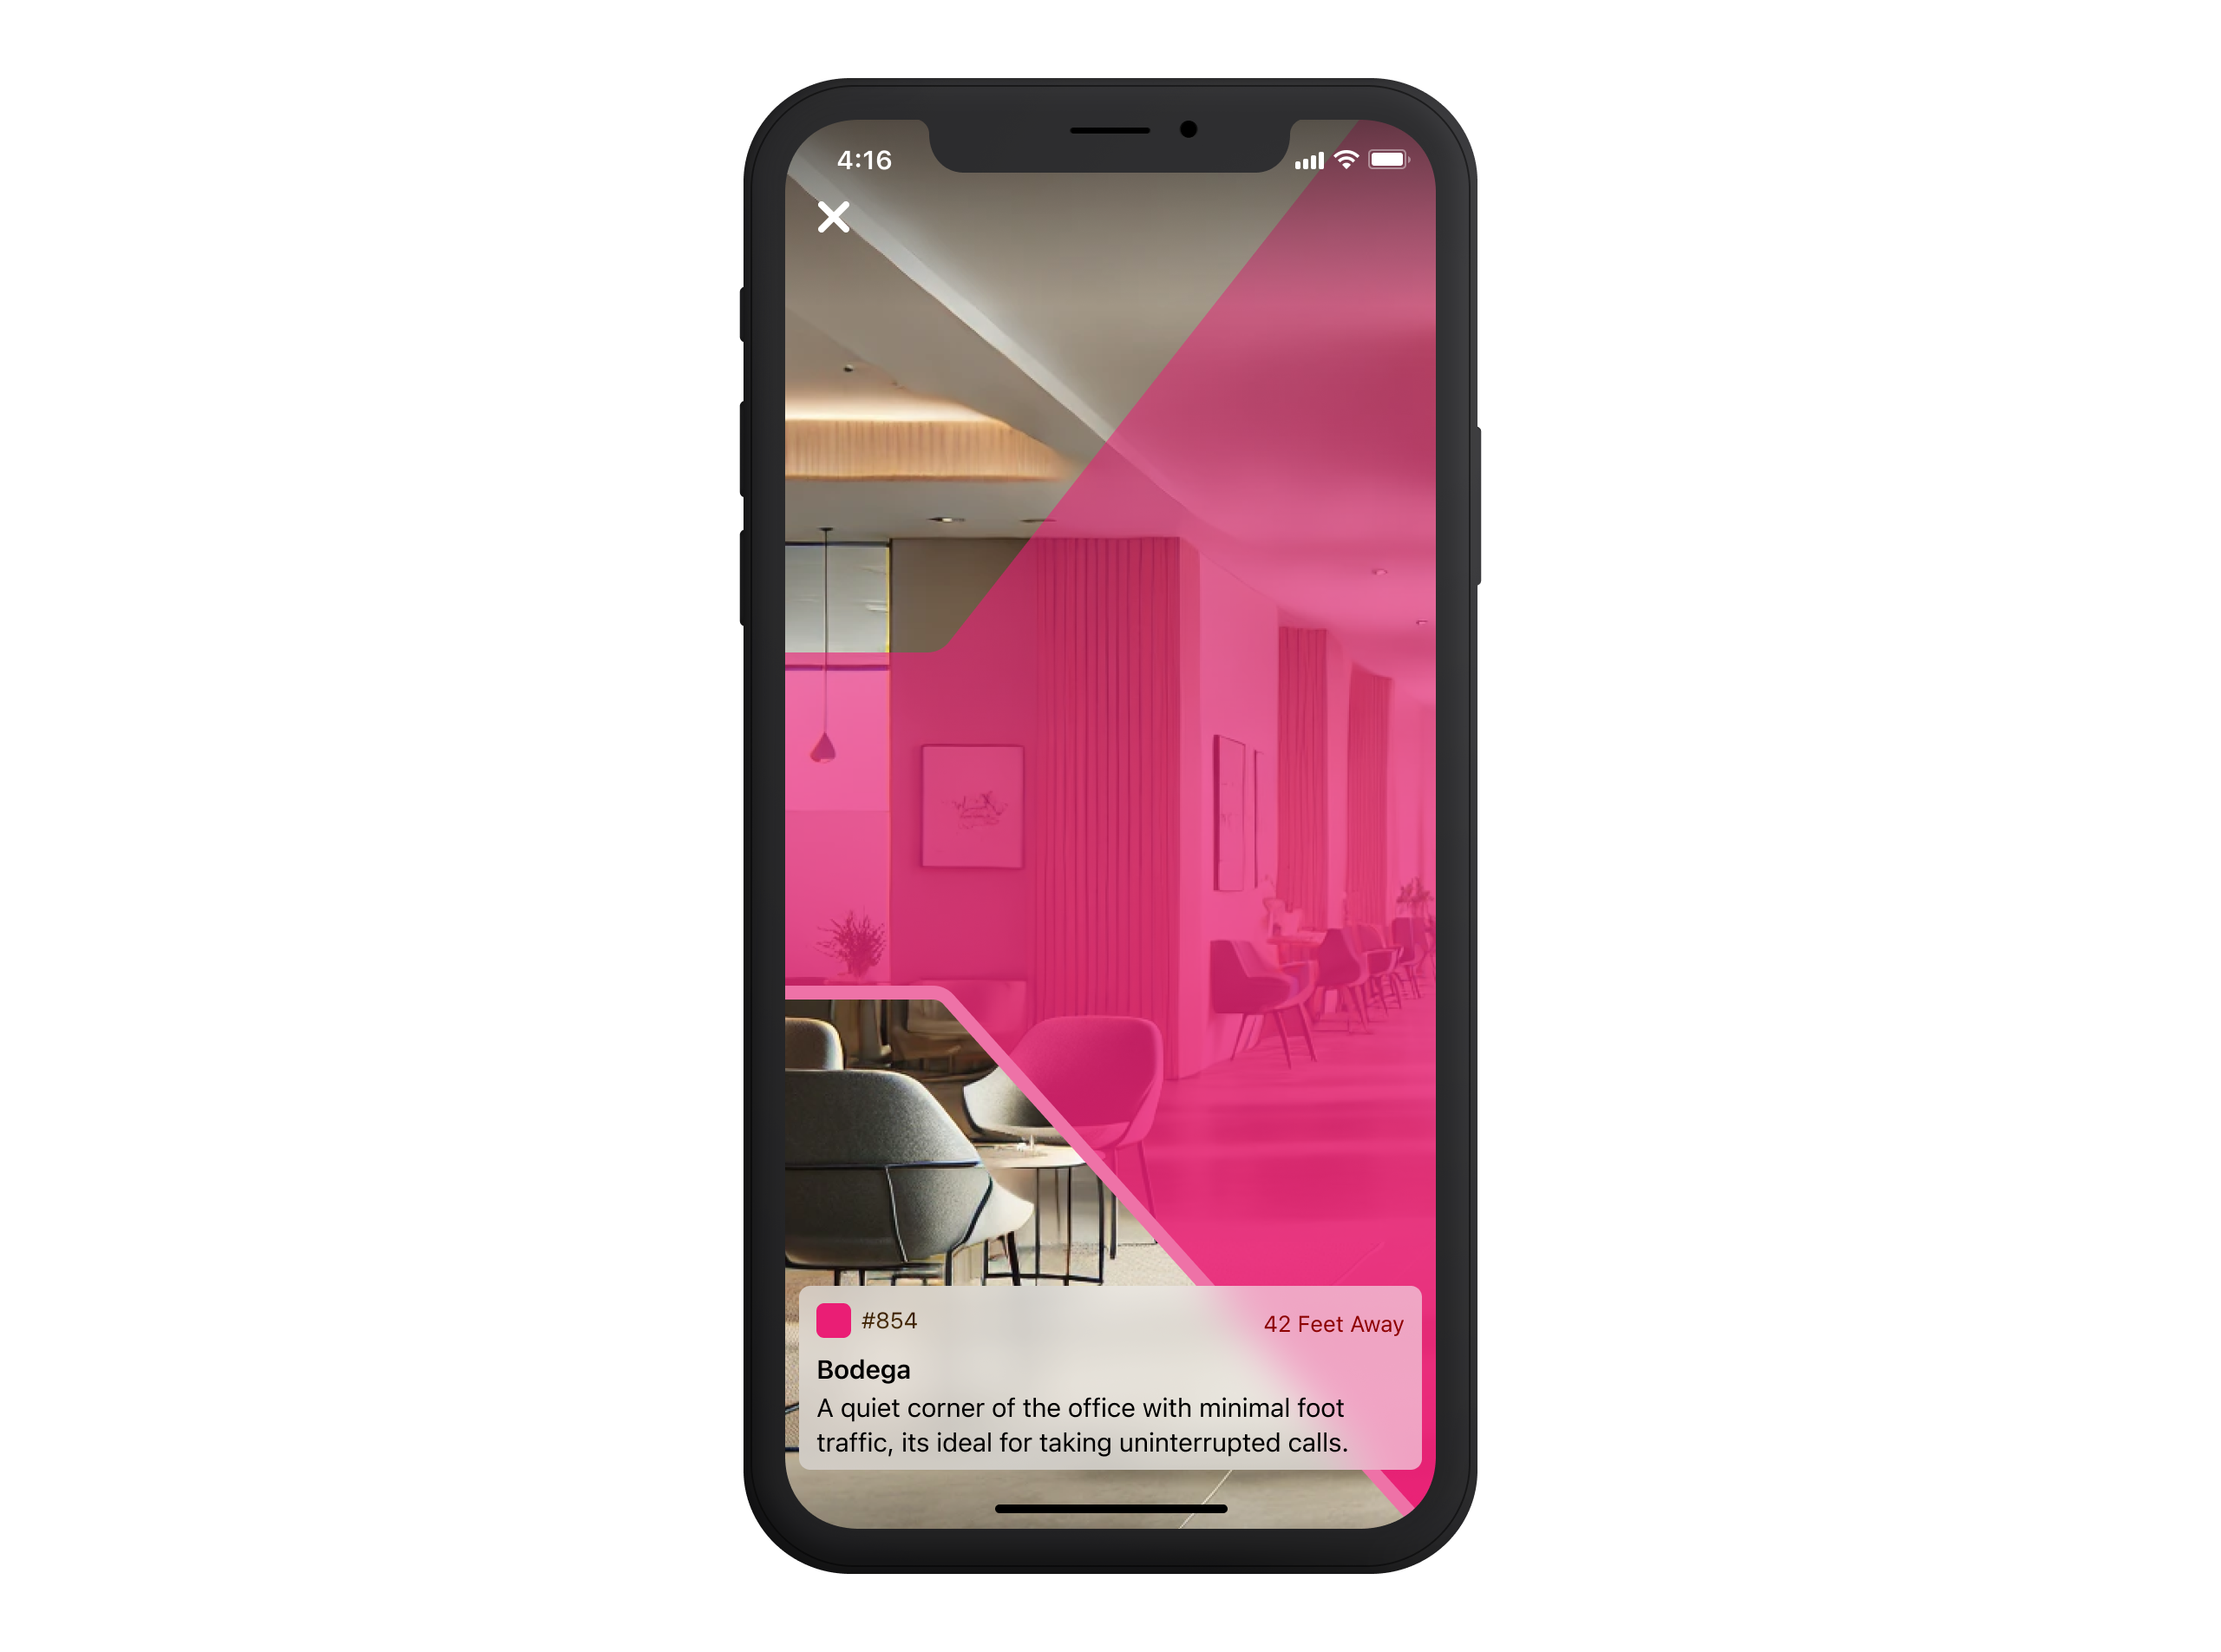 4:16
#854
42 Feet Away
Bodega
A quiet corner of the office with minimal foot
traffic, its ideal for taking uninterrupted calls.